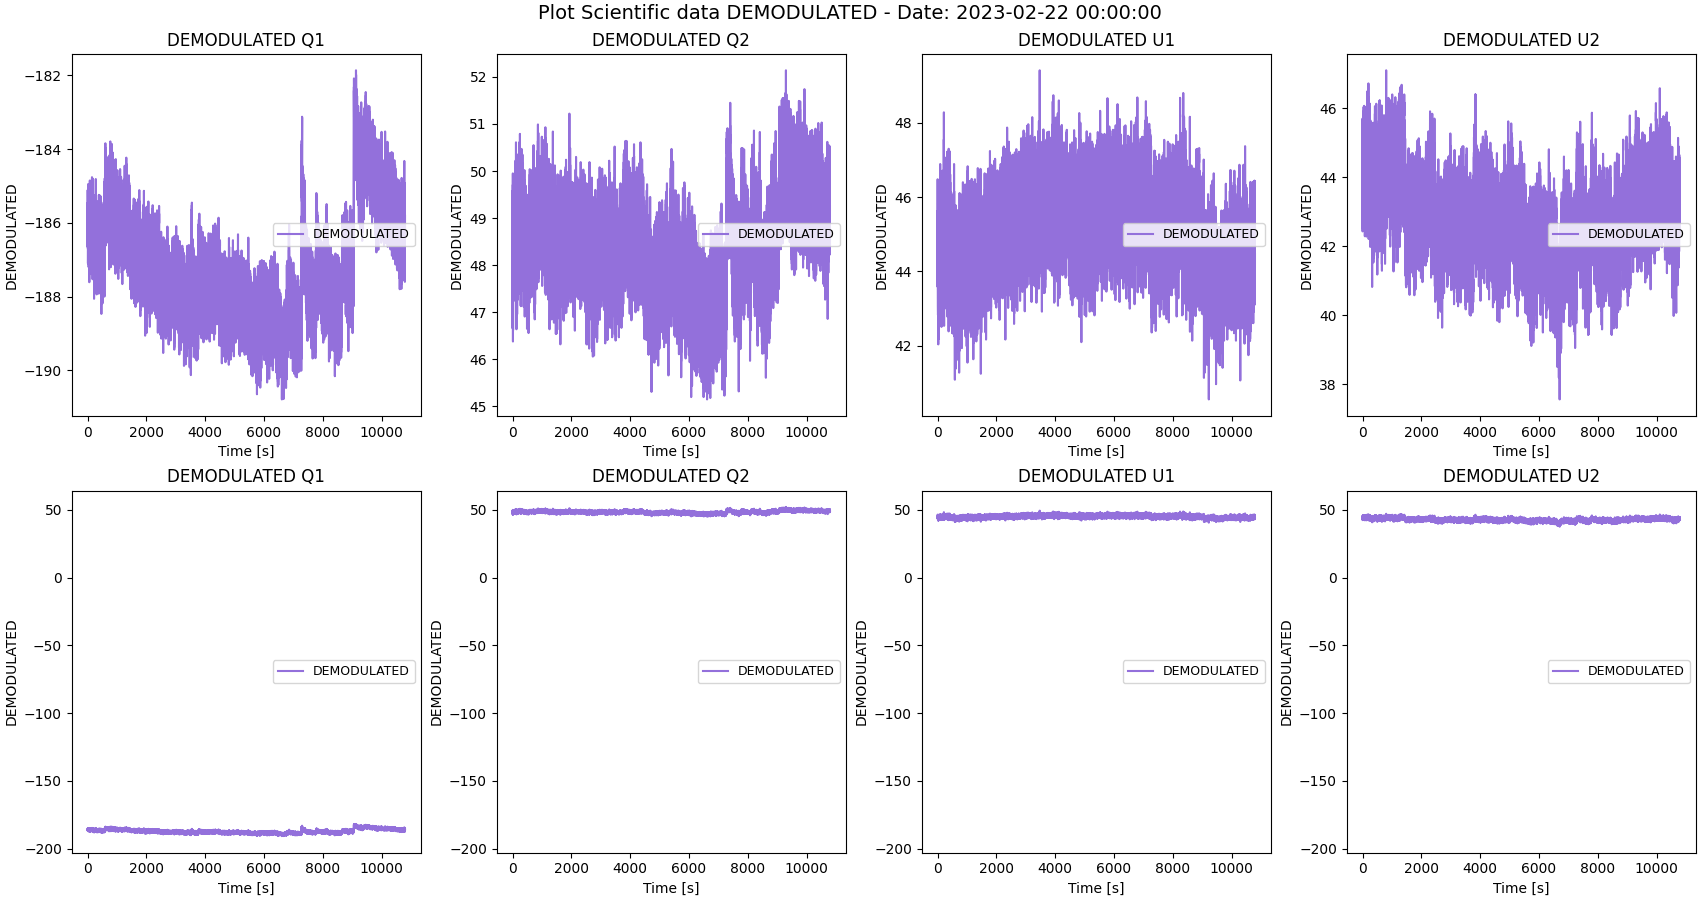 Plot Scientific data DEMODULATED - Date: 2023-02-22 00:00:00
DEMODULATED Q1
DEMODULATED
−182
−184
−186
−188
−190
DEMODULATED
0 2000 4000 6000 8000 10000
Time [s]
DEMODULATED Q2
DEMODULATED
52
51
50
49
48
47
46
45
DEMODULATED
0 2000 4000 6000 8000 10000
Time [s]
DEMODULATED U1
DEMODULATED
48
46
44
42
DEMODULATED
0 2000 4000 6000 8000 10000
Time [s]
DEMODULATED U2
DEMODULATED
46
44
42
40
38
DEMODULATED
0 2000 4000 6000 8000 10000
Time [s]
DEMODULATED Q1
DEMODULATED
50
0
−50
−100
−150
−200
DEMODULATED
0 2000 4000 6000 8000 10000
Time [s]
DEMODULATED Q2
DEMODULATED
50
0
−50
−100
−150
−200
DEMODULATED
0 2000 4000 6000 8000 10000
Time [s]
DEMODULATED U1
DEMODULATED
50
0
−50
−100
−150
−200
DEMODULATED
0 2000 4000 6000 8000 10000
Time [s]
DEMODULATED U2
DEMODULATED
50
0
−50
−100
−150
−200
DEMODULATED
0 2000 4000 6000 8000 10000
Time [s]